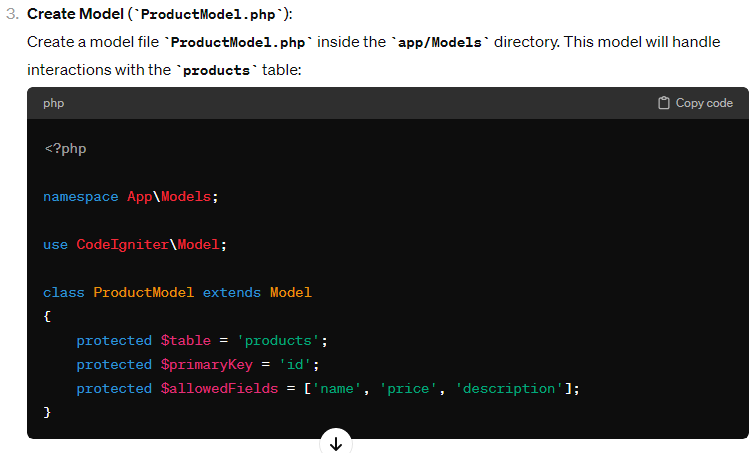 3. Create Model (`ProductModel.php`):
Create a model file `ProductModel.php` inside the `app/Models` directory. This model will handle
interactions with the `products` table:
php Copy code
<?php
namespace App\Models;
use CodeIgniter\Model;
class ProductModel extends Model
{
    protected $table = 'products';
    protected $primaryKey = 'id';
    protected $allowedFields = ['name', 'price', 'description'];
}